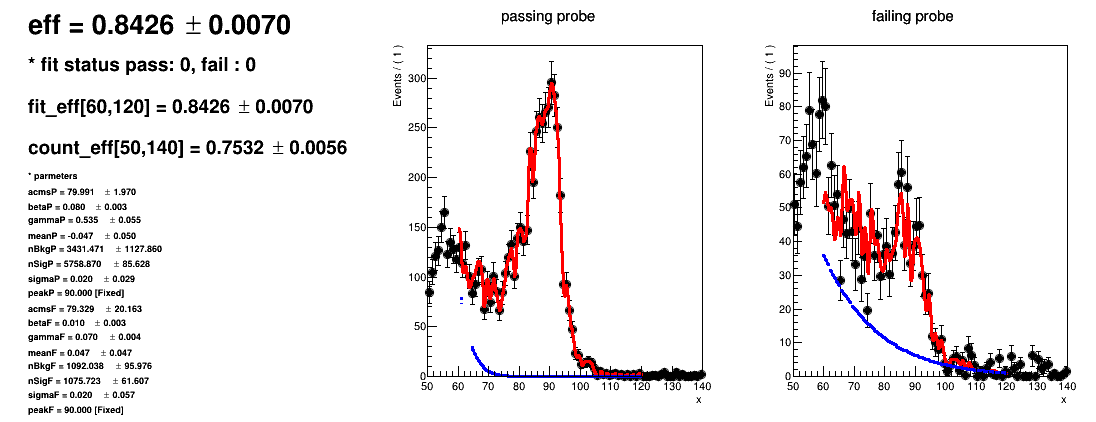 eff = 0.8426 ± 0.0070
* fit status pass: 0, fail : 0
fit_eff[60,120] = 0.8426 ± 0.0070
count_eff[50,140] = 0.7532 ± 0.0056
* parmeters
acmsP = 79.991 ± 1.970
betaP = 0.080 ± 0.003
gammaP = 0.535 ± 0.055
meanP = -0.047 ± 0.050
nBkgP = 3431.471 ± 1127.860
nSigP = 5758.870 ± 85.628
sigmaP = 0.020 ± 0.029
peakP = 90.000 [Fixed]
acmsF = 79.329 ± 20.163
betaF = 0.010 ± 0.003
gammaF = 0.070 ± 0.004
meanF = 0.047 ± 0.047
nBkgF = 1092.038 ± 95.976
nSigF = 1075.723 ± 61.607
sigmaF = 0.020 ± 0.057
peakF = 90.000 [Fixed]
passing probe
Events / ( 1 )
300
250
200
150
100
50
0
50 60 70 80 90 100 110 120 130 140
x
failing probe
Events / ( 1 )
90
80
70
60
50
40
30
20
10
0
50 60 70 80 90 100 110 120 130 140
x